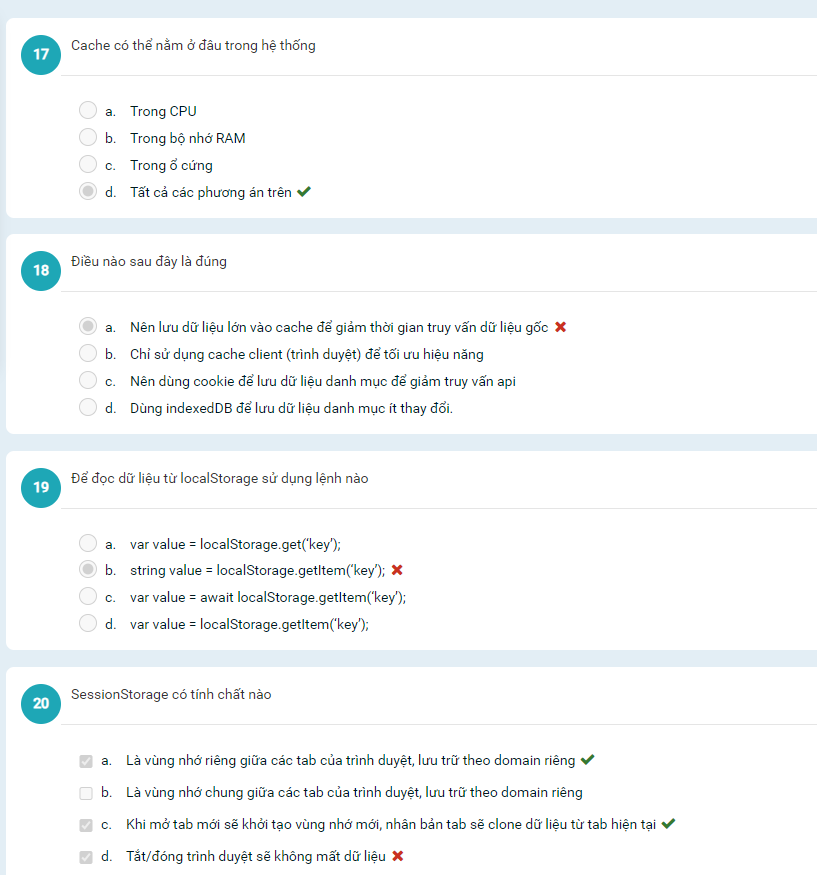 17
Cache có thể nằm ở đâu trong hệ thống
a. Trong CPU
b. Trong bộ nhớ RAM
c. Trong ổ cứng
d. Tất cả các phương án trên
18
Điều nào sau đây là đúng
a. Nên lưu dữ liệu lớn vào cache để giảm thời gian truy vấn dữ liệu gốc
b. Chỉ sử dụng cache client (trình duyệt) để tối ưu hiệu năng
c. Nên dùng cookie để lưu dữ liệu danh mục để giảm truy vấn api
d. Dùng indexedDB để lưu dữ liệu danh mục ít thay đổi.
19
Để đọc dữ liệu từ localStorage sử dụng lệnh nào
a. var value = localStorage.get(‘key’);
b. string value = localStorage.getItem(‘key’);
c. var value = await localStorage.getItem(‘key’);
d. var value = localStorage.getItem(‘key’);
20
SessionStorage có tính chất nào
a. Là vùng nhớ riêng giữa các tab của trình duyệt, lưu trữ theo domain riêng
b. Là vùng nhớ chung giữa các tab của trình duyệt, lưu trữ theo domain riêng
c. Khi mở tab mới sẽ khởi tạo vùng nhớ mới, nhân bản tab sẽ clone dữ liệu từ tab hiện tại
d. Tắt/đóng trình duyệt sẽ không mất dữ liệu